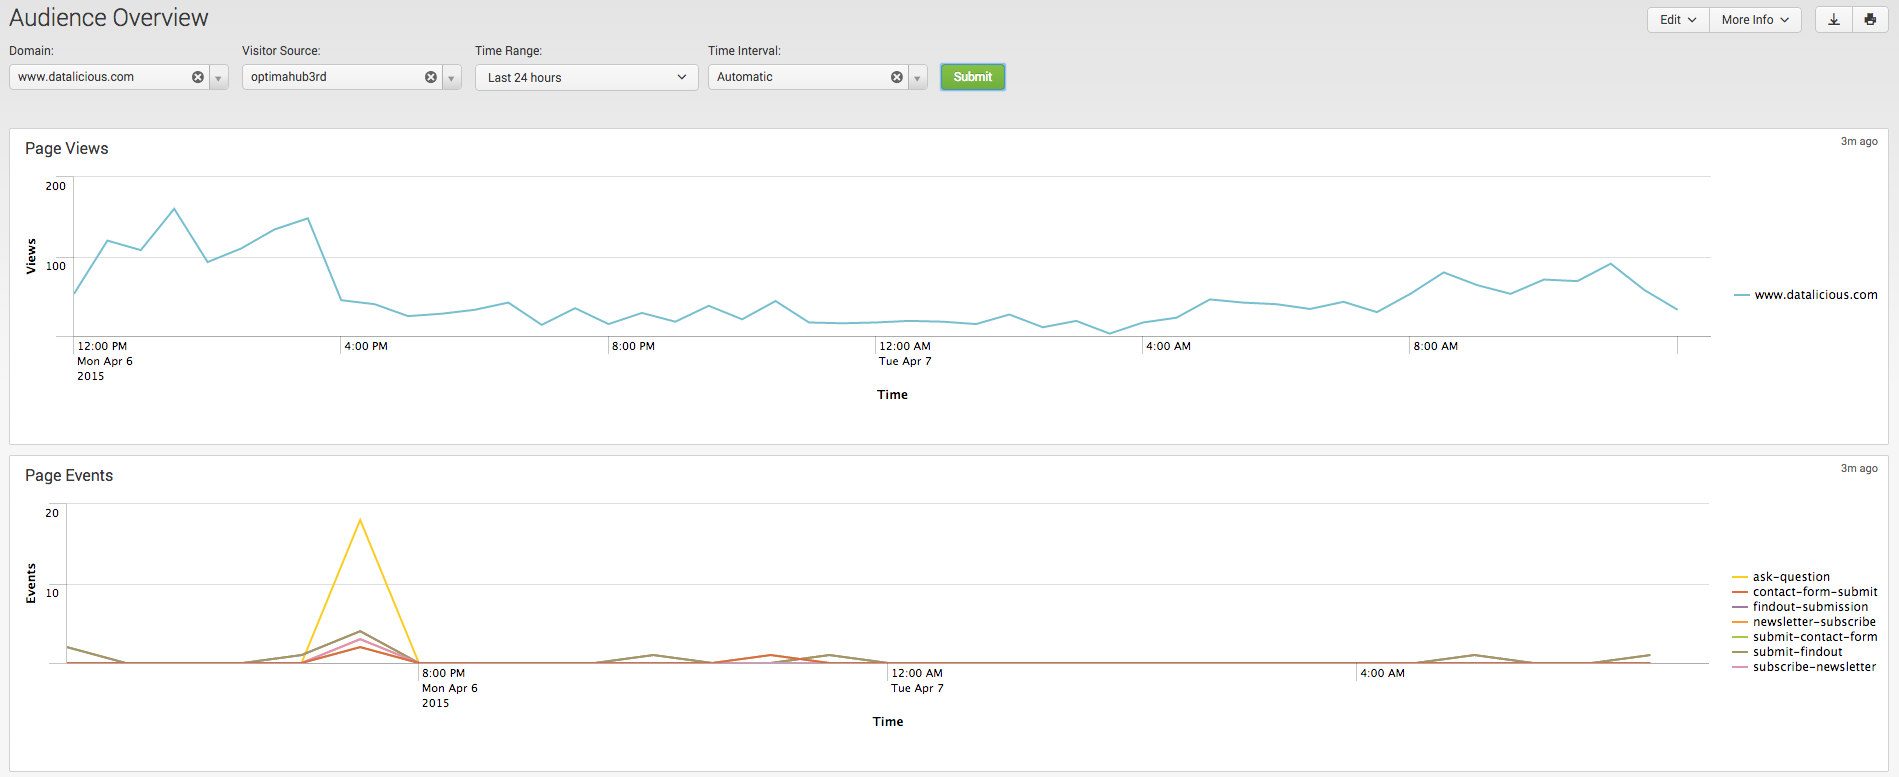 Audience Overview
Edit
More Info
Domain:
Visitor Source:
Time Range:
Time Interval:
www.datalicious.com
optimahub3rd
Last 24 hours
Automatic
Submit
Page Views
3m ago
200
100
Views
12:00 PM
Mon Apr 6
2015
4:00 PM
8:00 PM
12:00 AM
Tue Apr 7
4:00 AM
8:00 AM
Time
www.datalicious.com
Page Events
3m ago
20
10
Events
8:00 PM
Mon Apr 6
2015
12:00 AM
Tue Apr 7
4:00 AM
Time
ask-question
contact-form-submit
findout-submission
newsletter-subscribe
submit-contact-form
submit-findout
subscribe-newsletter